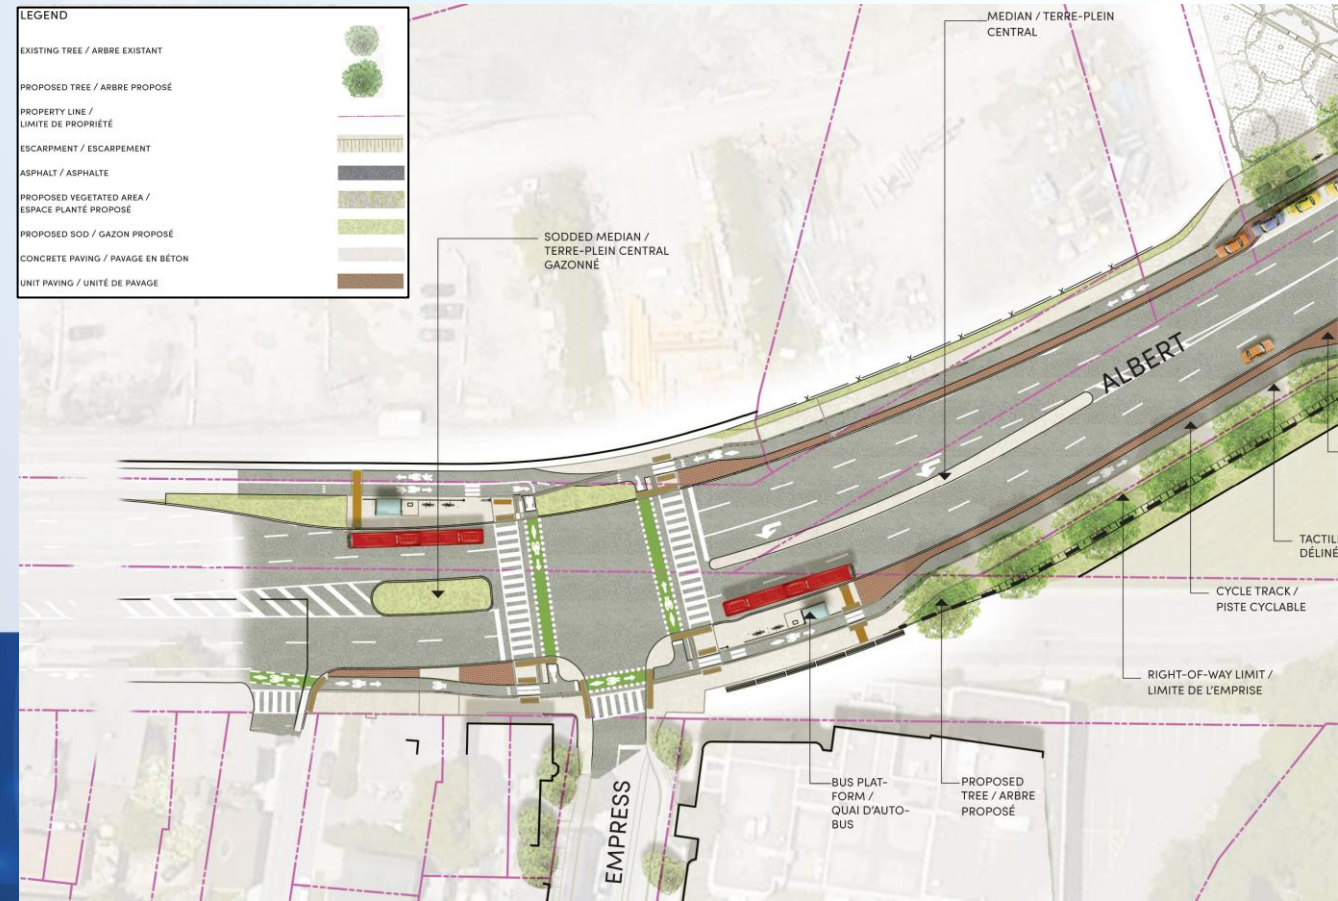 LEGEND
EXISTING TREE / ARBRE EXISTANT
PROPOSED TREE / ARBRE PROPOSÉ
PROPERTY LINE /
LIMITE DE PROPRIÉTÉ
ESCARPMENT / ESCARPEMENT
ASPHALT / ASPHALTE
PROPOSED VEGETATED AREA /
ESPACE PLANTÉ PROPOSÉ
PROPOSED SOD / GAZON PROPOSÉ
CONCRETE PAVING / PAVAGE EN BÉTON
UNIT PAVING / UNITÉ DE PAVAGE
MEDIAN / TERRE-PLEIN
CENTRAL
SODDED MEDIAN /
TERRE-PLEIN CENTRAL
GAZONNÉ
ALBERT
TACTIL
DÉLINÉ
CYCLE TRACK /
PISTE CYCLABLE
RIGHT-OF-WAY LIMIT /
LIMITE DE L'EMPRISE
BUS PLAT-
FORM /
QUAI D'AUTO-
BUS
PROPOSED
TREE / ARBRE
PROPOSÉ
EMPRESS